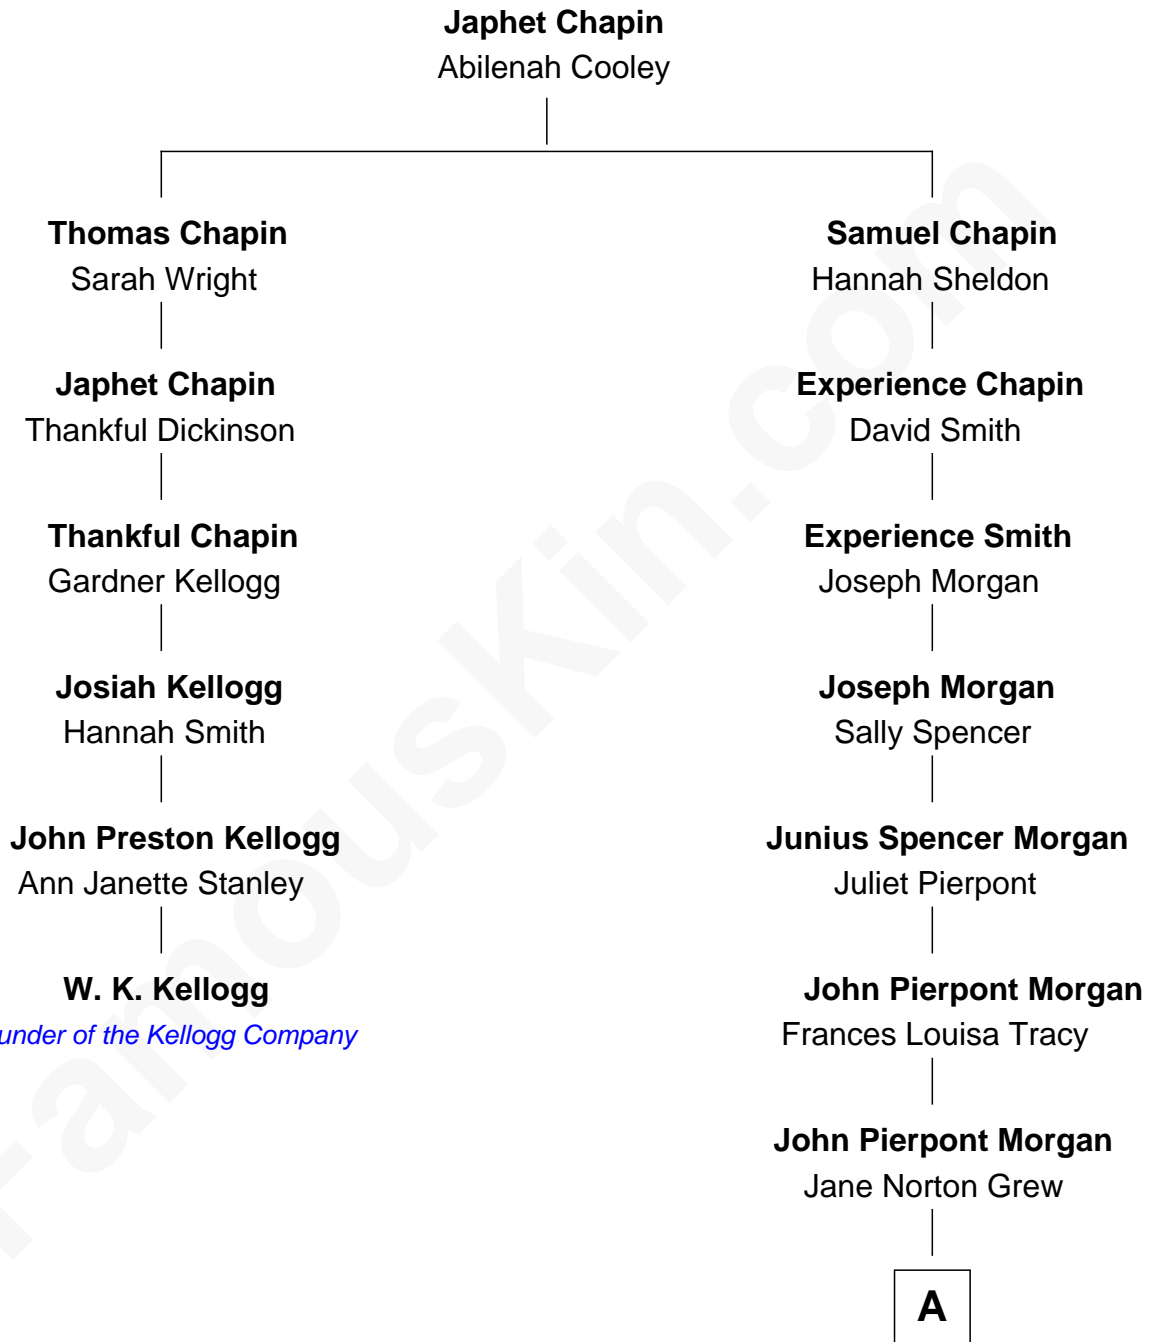 Japhet Chapin
Abilenah Cooley
Thomas Chapin
Sarah Wright
Samuel Chapin
Hannah Sheldon
Japhet Chapin
Thankful Dickinson
Experience Chapin
David Smith
Thankful Chapin
Gardner Kellogg
Experience Smith
Joseph Morgan
Josiah Kellogg
Hannah Smith
Joseph Morgan
Sally Spencer
John Preston Kellogg
Ann Janette Stanley
Junius Spencer Morgan
Juliet Pierpont
W. K. Kellogg
under of the Kellogg Company
John Pierpont Morgan
Frances Louisa Tracy
John Pierpont Morgan
Jane Norton Grew
A
FamousKin.com